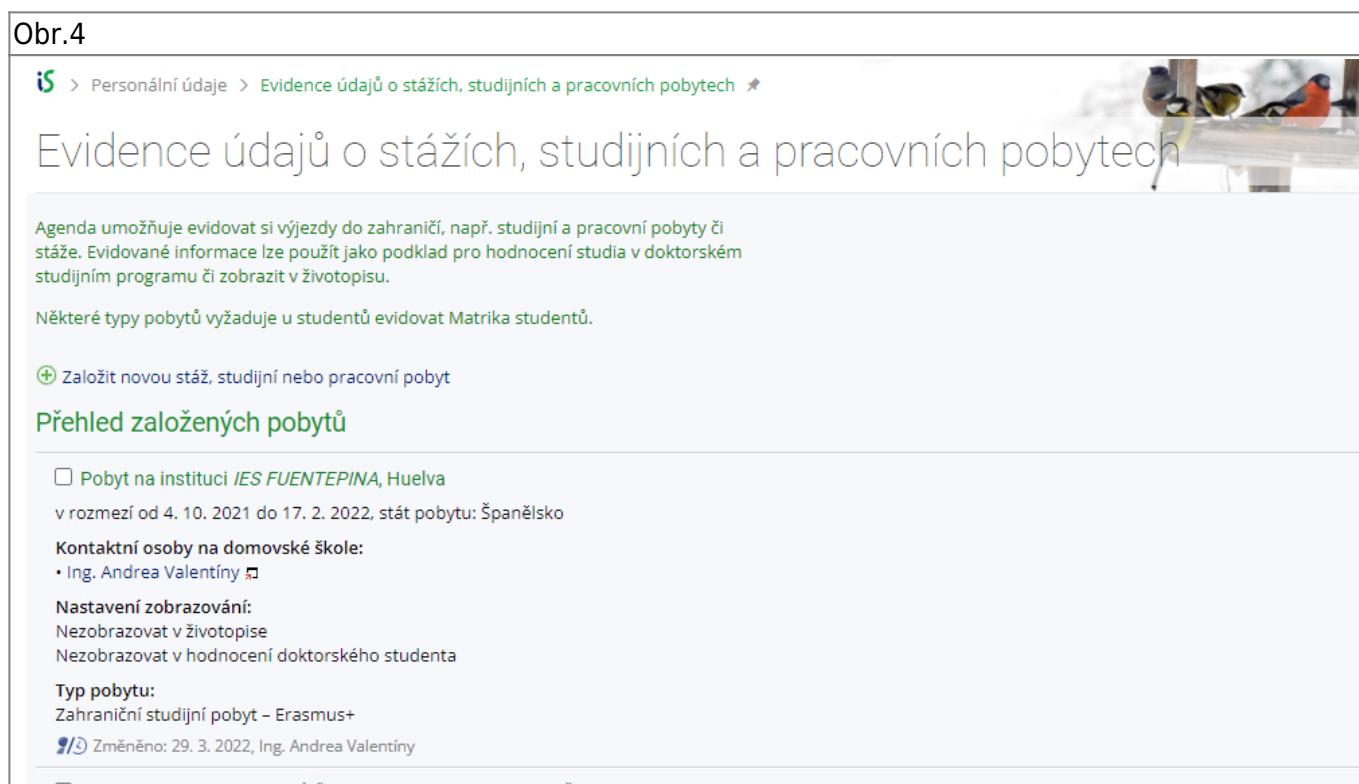 Obr.4
iS > Personální údaje > Evidence údajů o stážích, studijních a pracovních pobytech
Evidence údajů o stážích, studijních a pracovních pobytech
Agenda umožňuje evidovat si výjezdy do zahraničí, např. studijní a pracovní pobyty či
stáže. Evidované informace lze použít jako podklad pro hodnocení studia v doktorském
studijním programu či zobrazit v životopisu.
Některé typy pobytů vyžaduje u studentů evidovat Matrika studentů.
Založit novou stáž, studijní nebo pracovní pobyt
Přehled založených pobytů
Pobyt na instituci IES FUENTEPINA, Huelva
v rozmezí od 4. 10. 2021 do 17. 2. 2022, stát pobytu: Španělsko
Kontaktní osoby na domovské škole:
• Ing. Andrea Valentíny
Nastavení zobrazování:
Nezobrazovat v životopise
Nezobrazovat v hodnocení doktorského studenta
Typ pobytu:
Zahraniční studijní pobyt – Erasmus+
Změněno: 29. 3. 2022, Ing. Andrea Valentíny